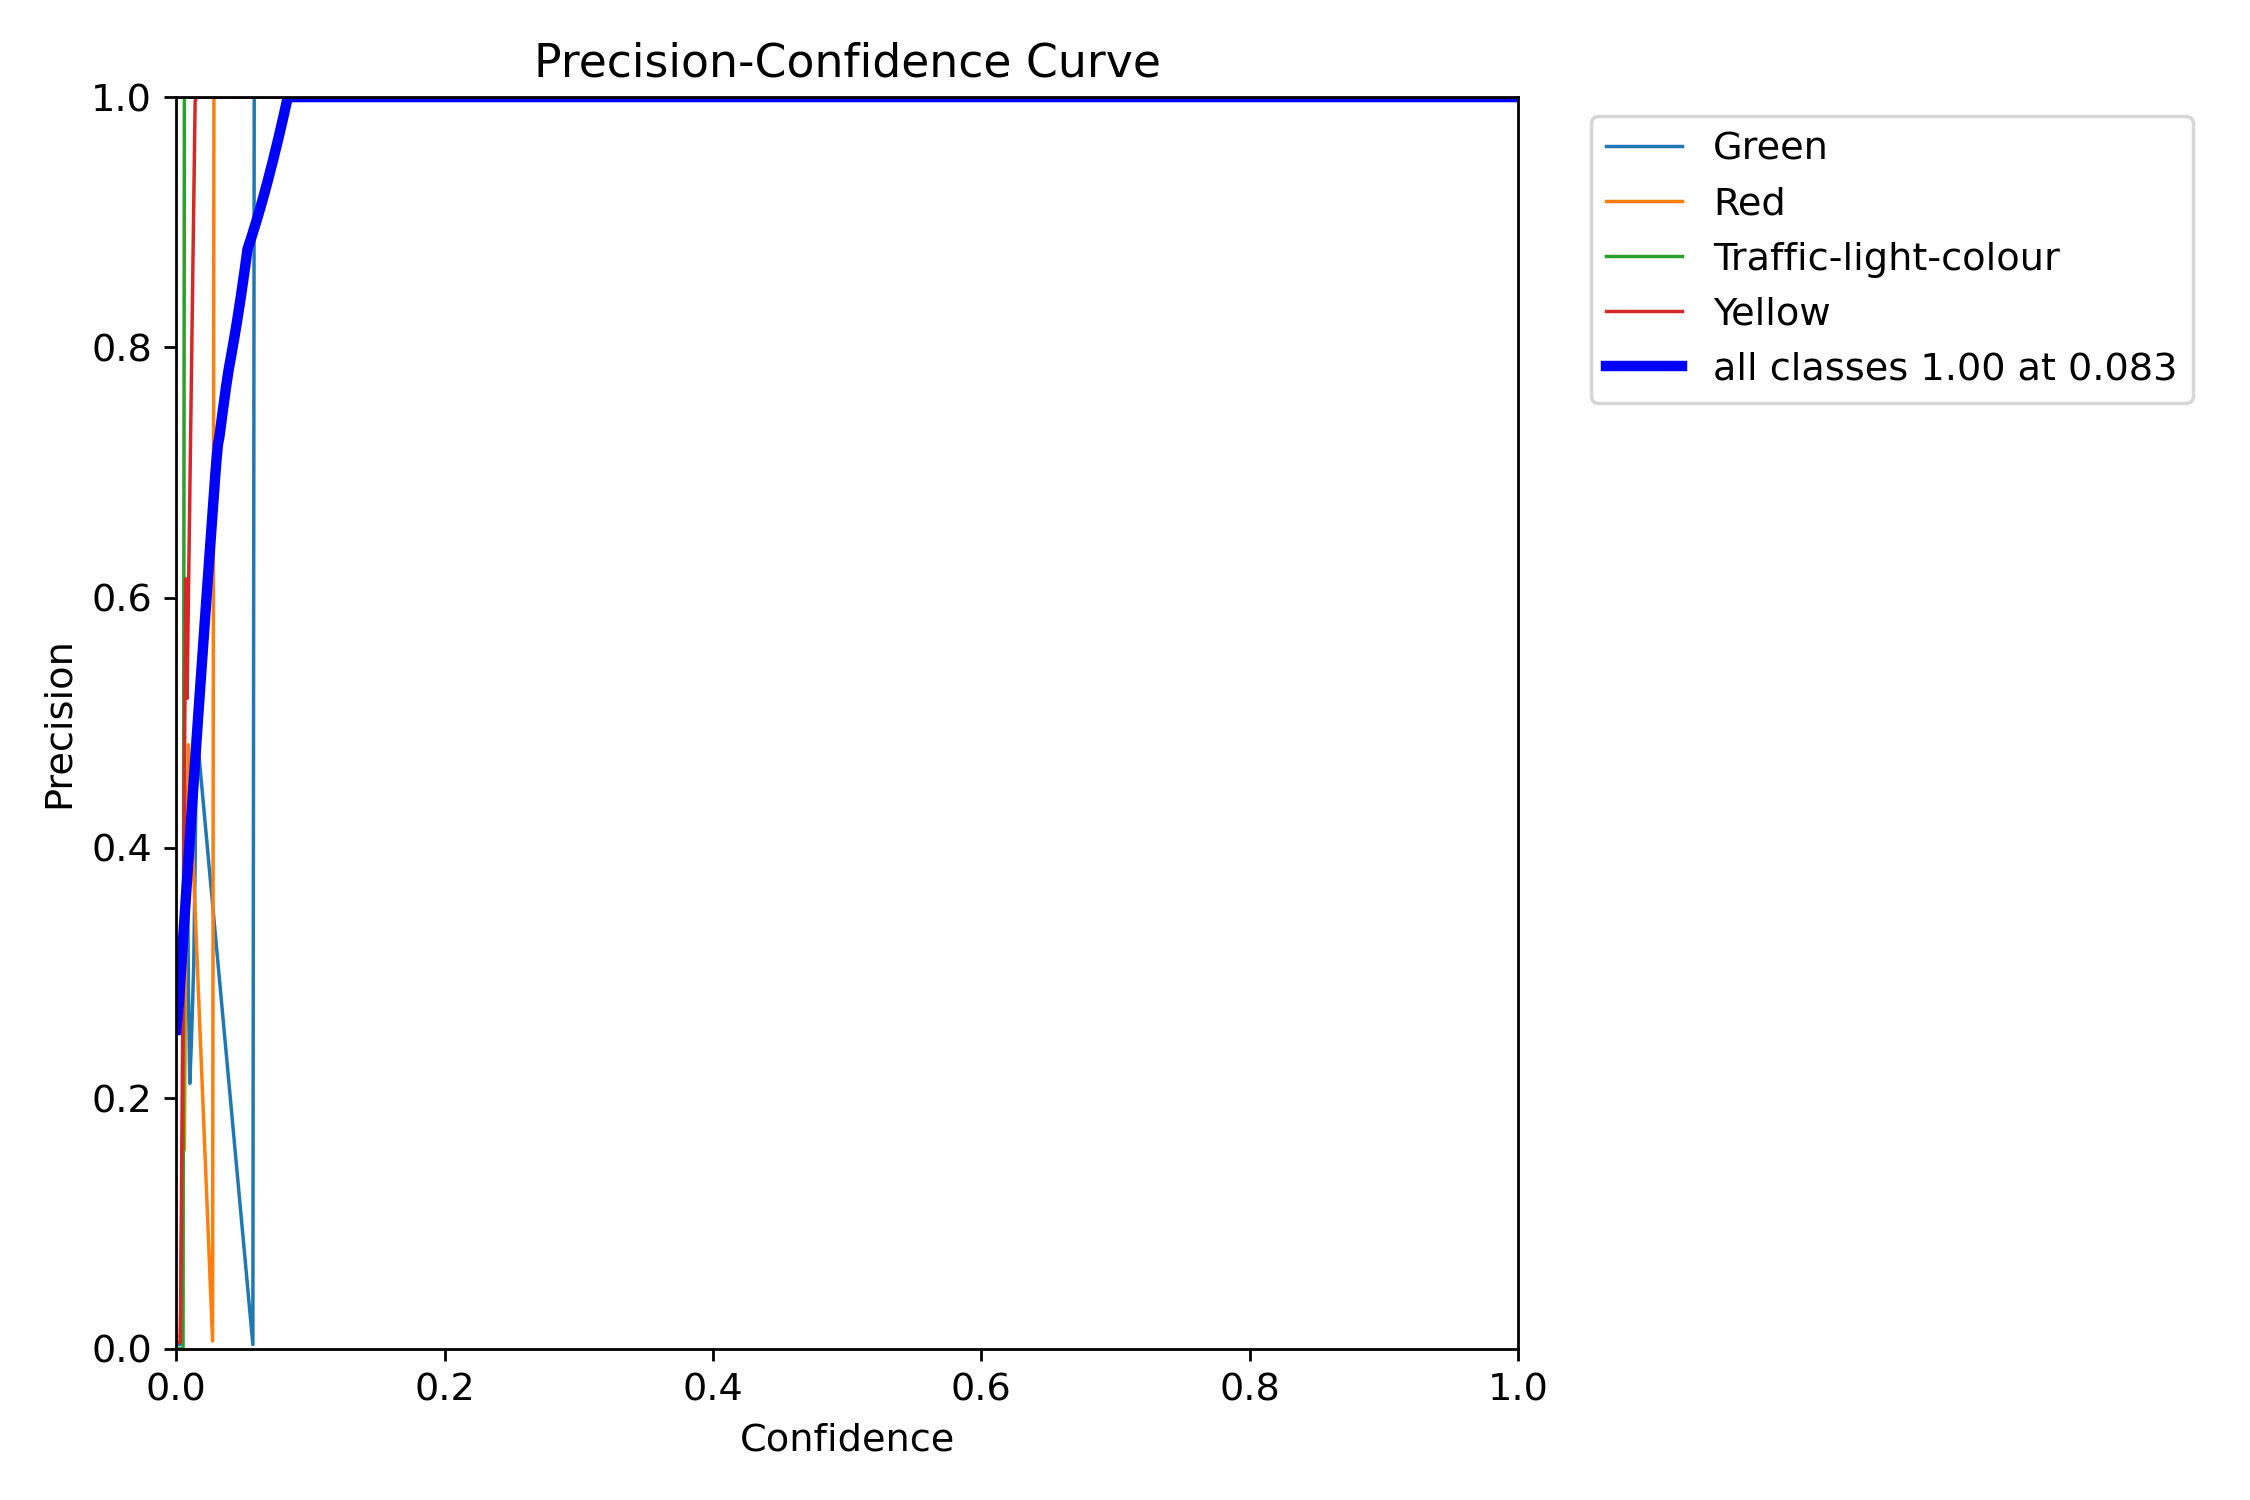 Precision-Confidence Curve
1.0
0.8
0.6
0.4
0.2
0.0
Precision
0.0 0.2 0.4 0.6 0.8 1.0
Confidence
Green
Red
Traffic-light-colour
Yellow
all classes 1.00 at 0.083